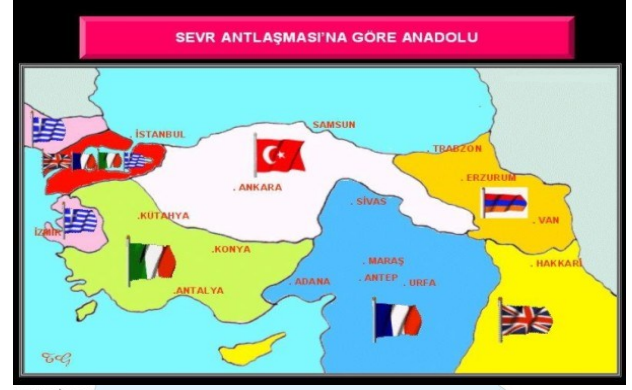 SEVR ANTLAŞMASI'NA GÖRE ANADOLU
. İSTANBUL
SAMSUN
. TRABZON
. ERZURUM
. ANKARA
. SİVAS
. KÜTAHYA
. VAN
İZMİR
. KONYA
. MARAŞ
. HAKKARİ
. ADANA
. ANTEP
. URFA
. ANTALYA